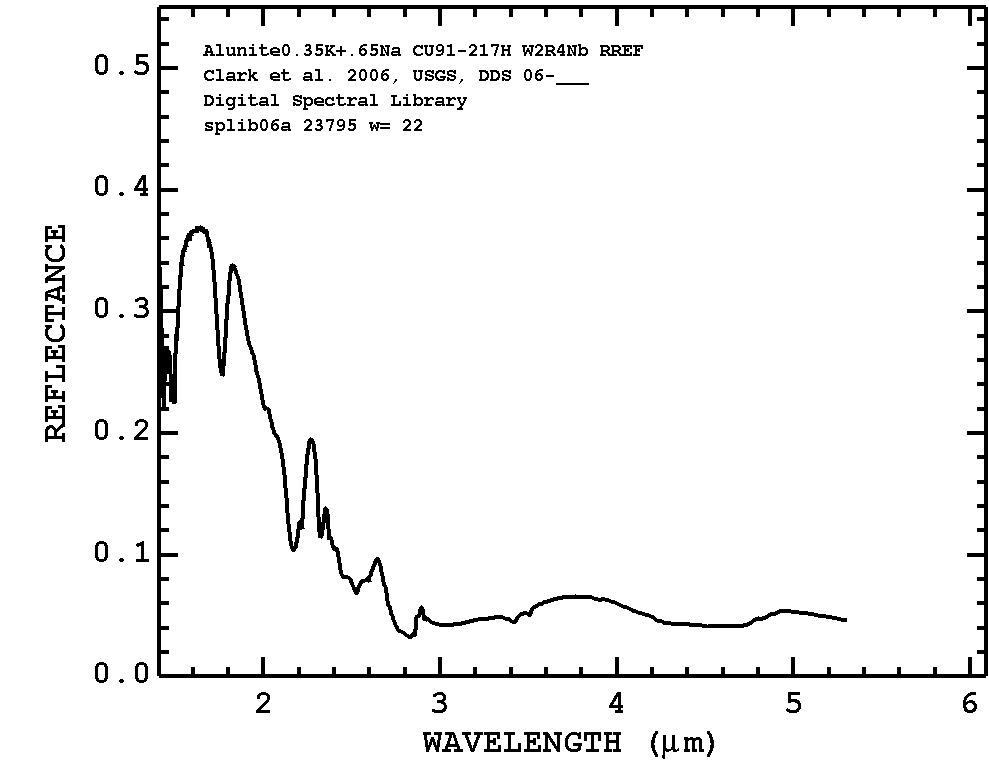 Alunite0.35K+.65Na CU91-217H W2R4Nb RREF
Clark et al. 2006, USGS, DDS 06-___
Digital Spectral Library
splib06a 23795 w= 22
0.5
0.4
0.3
0.2
0.1
0.0
REFLECTANCE
2 3 4 5 6
WAVELENGTH (μm)